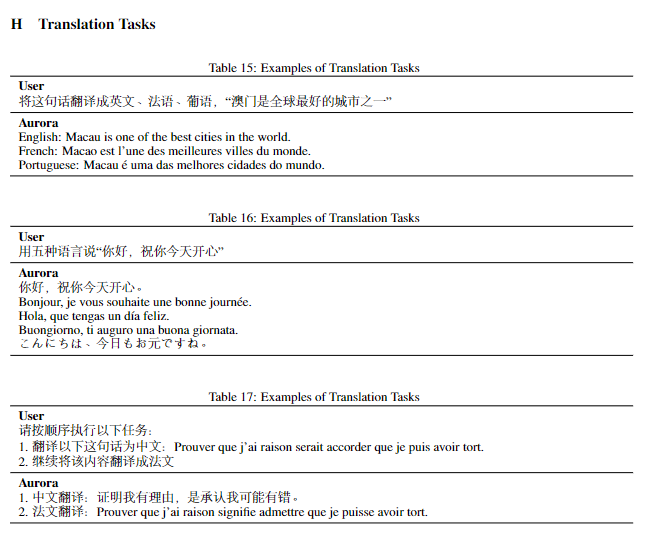 H Translation Tasks
Table 15: Examples of Translation Tasks
User
将这句话翻译成英文、法语、葡语，“澳门是全球最好的城市之一”
Aurora
English: Macau is one of the best cities in the world.
French: Macao est l’une des meilleures villes du monde.
Portuguese: Macau é uma das melhores cidades do mundo.
Table 16: Examples of Translation Tasks
User
用五种语言说“你好，祝你今天开心”
Aurora
你好，祝你今天开心。
Bonjour, je vous souhaite une bonne journée.
Hola, que tengas un día feliz.
Buongiorno, ti auguro una buona giornata.
こんにちは、今日もお元ですね。
Table 17: Examples of Translation Tasks
User
请按顺序执行以下任务：
1. 翻译以下这句话为中文：Prouver que j’ai raison serait accorder que je puis avoir tort.
2. 继续将该内容翻译成法文
Aurora
1. 中文翻译：证明我有理由，是承认我可能有错。
2. 法文翻译：Prouver que j’ai raison signifie admettre que je puisse avoir tort.